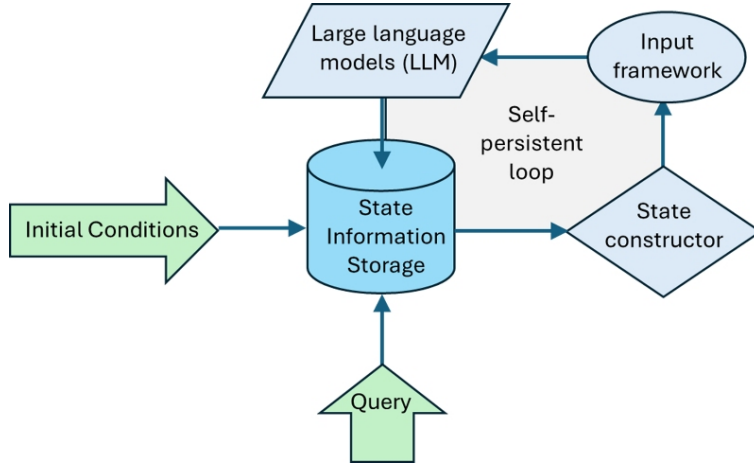 Large language
models (LLM)
Input
framework
Self-
persistent
loop
Initial Conditions
State
Information
Storage
State
constructor
Query